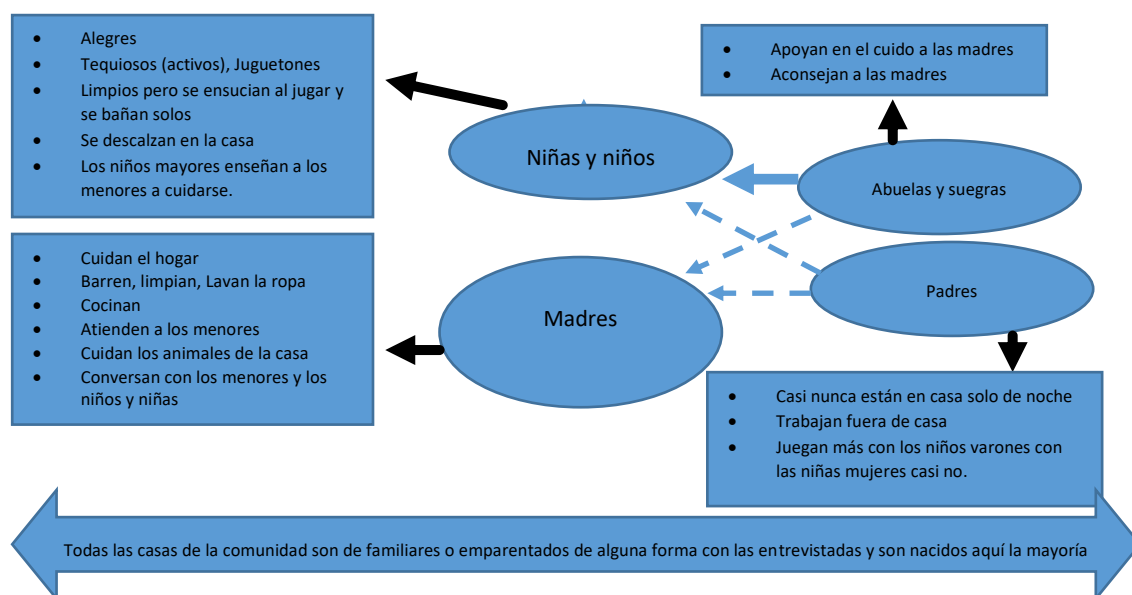 Alegres
Tequiosos (activos), Juguetones
Limpios pero se ensucian al jugar y
se bañan solos
Se descalzan en la casa
Los niños mayores enseñan a los
menores a cuidarse.
Apoyan en el cuido a las madres
Aconsejan a las madres
Niñas y niños
Abuelas y suegras
Cuidan el hogar
Barren, limpian, Lavan la ropa
Cocinan
Atienden a los menores
Cuidan los animales de la casa
Conversan con los menores y los
niños y niñas
Madres
Padres
Casi nunca están en casa solo de noche
Trabajan fuera de casa
Juegan más con los niños varones con
las niñas mujeres casi no.
Todas las casas de la comunidad son de familiares o emparentados de alguna forma con las entrevistadas y son nacidos aquí la mayoría